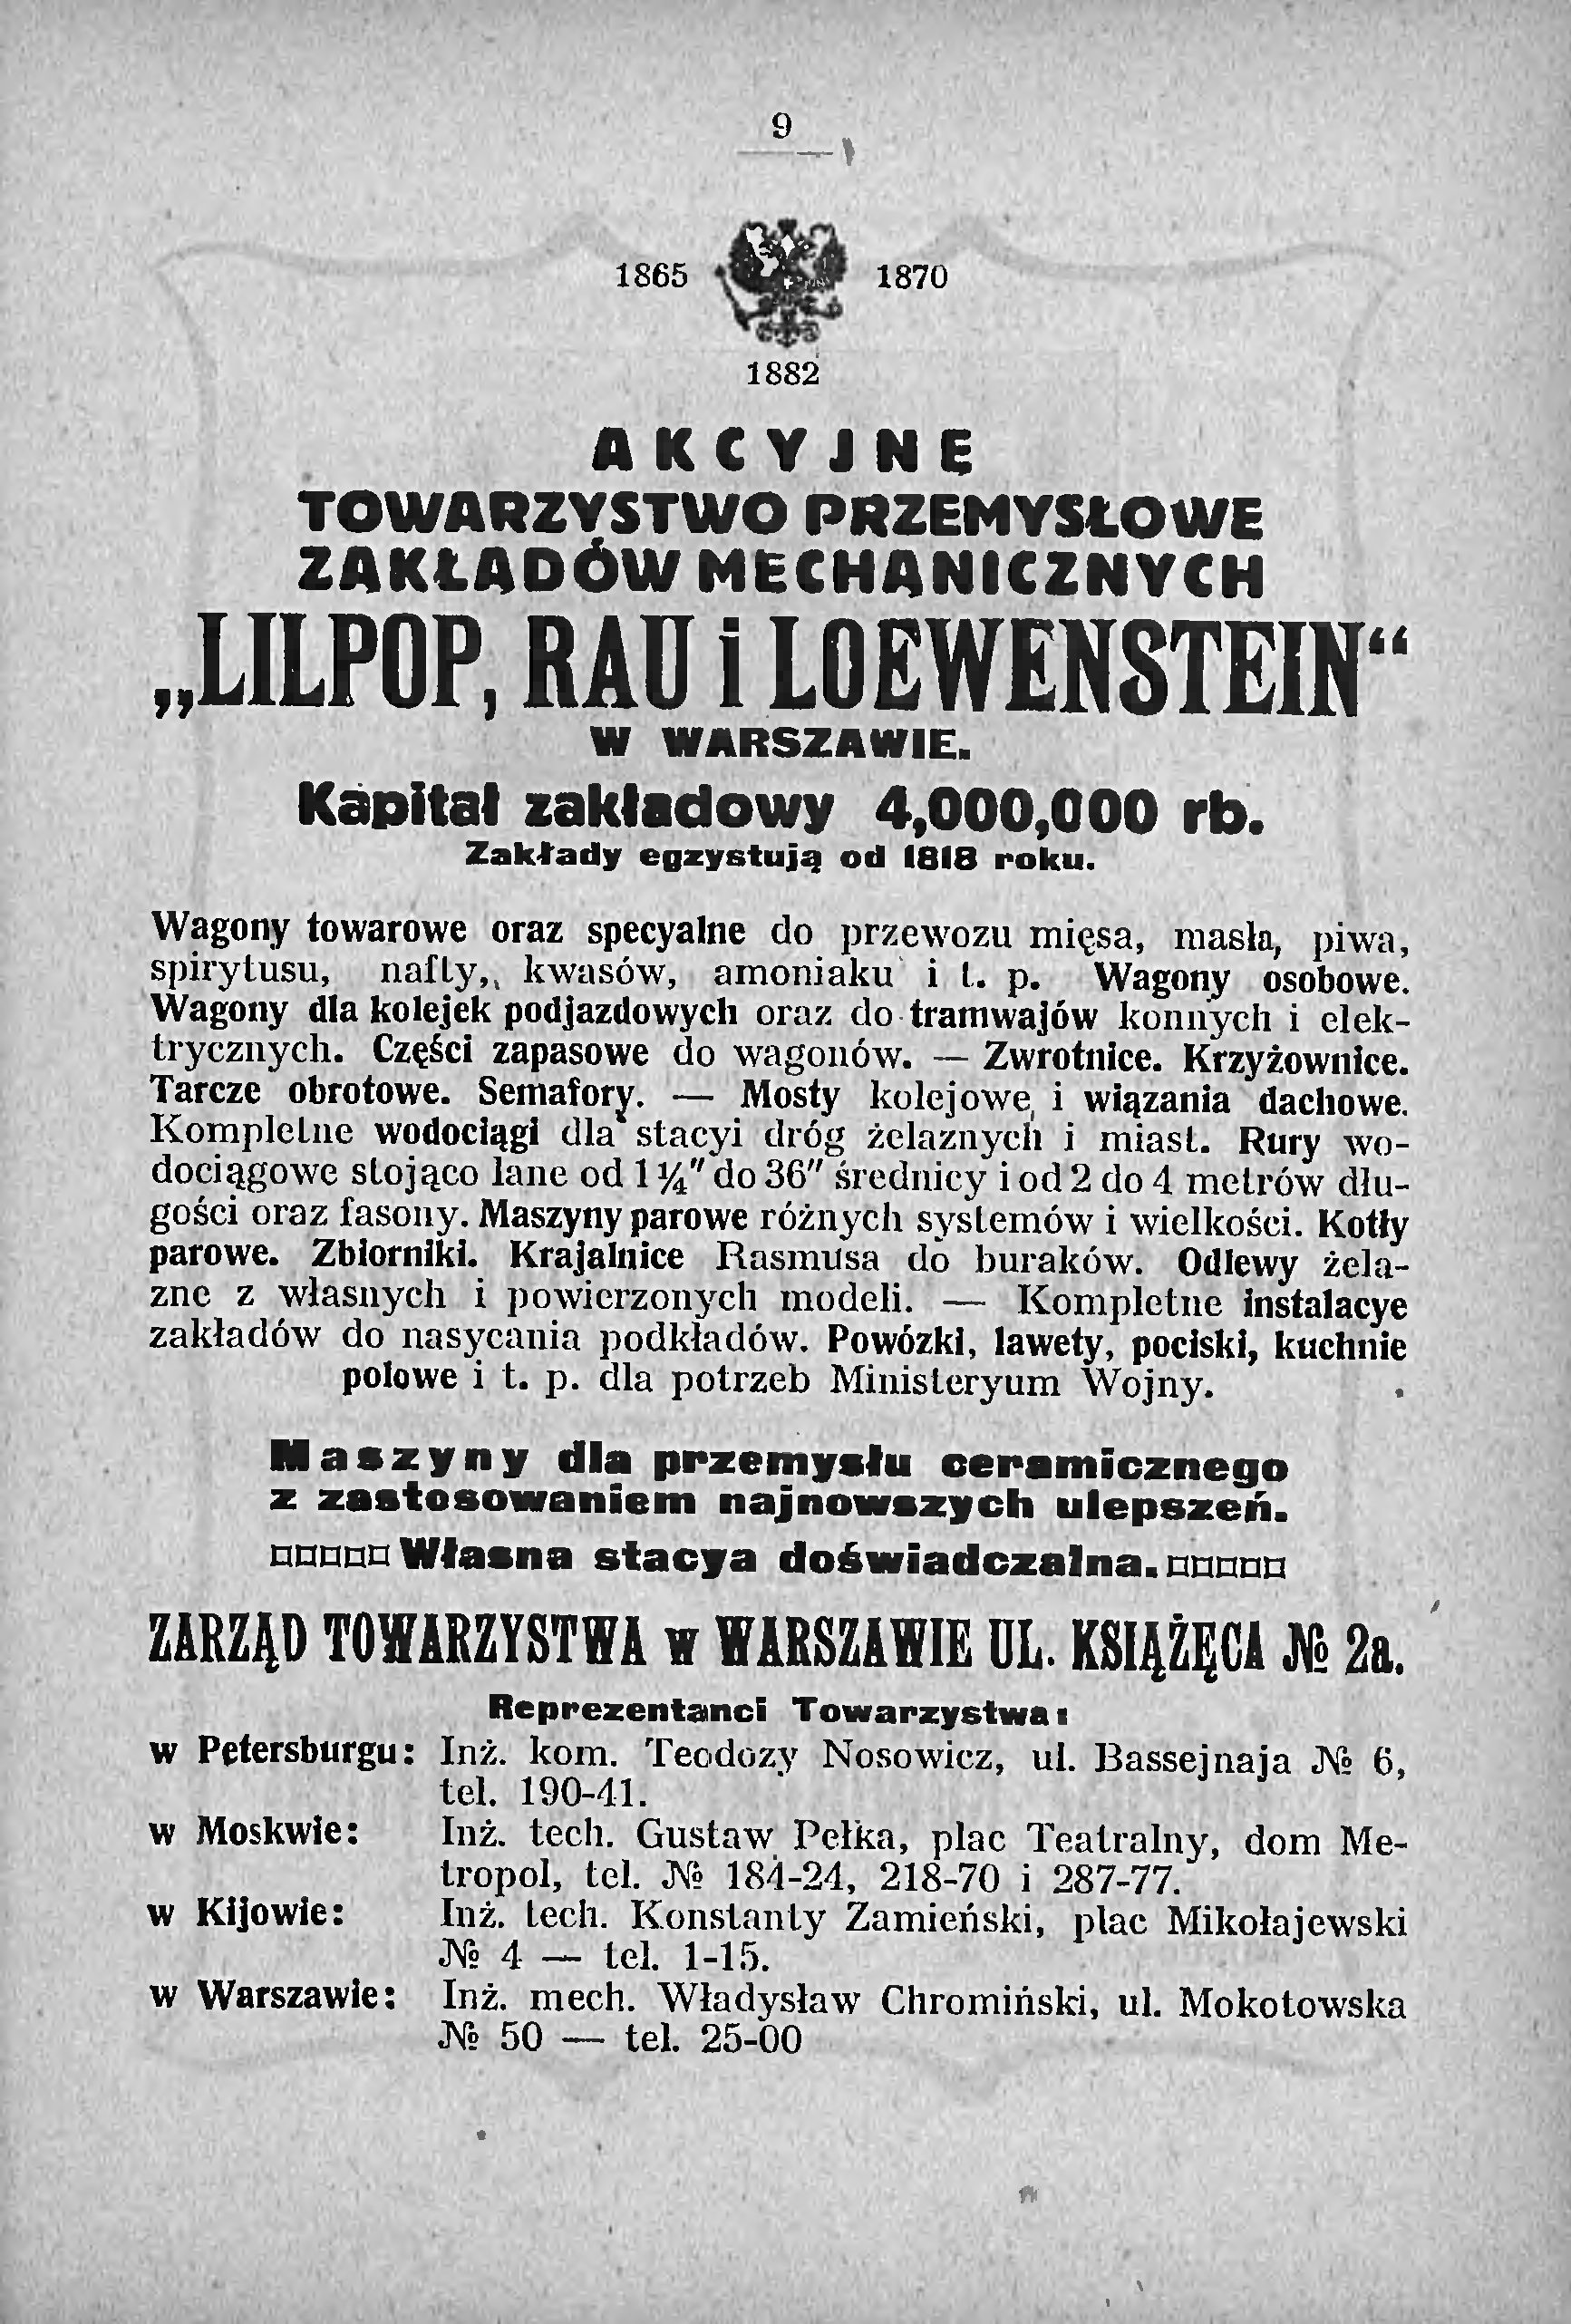 9
1865 1870
1882
AKCYJNE
TOWARZYSTWO PRZEMYSŁOWE
ZAKŁADÓW MECHANICZNYCH
„LILPOP, RAU i LOEWENSTEIN“
W WARSZAWIE.
Kapitał zakładowy 4,000,000 rb.
Zakłady egzystują od 1818 roku.
Wagony towarowe oraz specyalne do przewozu mięsa, masła, piwa,
spirytusu, nafty, kwasów, amoniaku i t. p. Wagony osobowe.
Wagony dla kolejek podjazdowych oraz do tramwajów konnych i elek-
trycznych. Części zapasowe do wagonów. — Zwrotnice. Krzyżownice.
Tarcze obrotowe. Semafory. — Mosty kolejowe i wiązania dachowe.
Kompletne wodociągi dla stacyi dróg żelaznych i miast. Rury wo-
dociągowe stojąco lane od 1¼" do 36" średnicy i od 2 do 4 metrów dłu-
gości oraz fasony. Maszyny parowe różnych systemów i wielkości. Kotły
parowe. Zbiorniki. Krajalnice Rasmusa do buraków. Odlewy żela-
zne z własnych i powierzonych modeli. — Kompletne instalacye
zakładów do nasycania podkładów. Powózki, lawety, pociski, kuchnie
polowe i t. p. dla potrzeb Ministeryum Wojny.
Maszyny dla przemysłu ceramicznego
z zastosowaniem najnowszych ulepszeń.
Własna stacya doświadczalna.
ZARZĄD TOWARZYSTWA w WARSZAWIE UL. KSIĄŻĘCA № 2a.
Reprezentanci Towarzystwa:
w Petersburgu: Inż. kom. Teodozy Nosowicz, ul. Bassejnaja № 6,
tel. 190-41.
w Moskwie: Inż. tech. Gustaw Pełka, plac Teatralny, dom Me-
tropol, tel. № 184-24, 218-70 i 287-77.
w Kijowie: Inż. tech. Konstanty Zamieński, plac Mikołajewski
№ 4 — tel. 1-15.
w Warszawie: Inż. mech. Władysław Chromiński, ul. Mokotowska
№ 50 — tel. 25-00